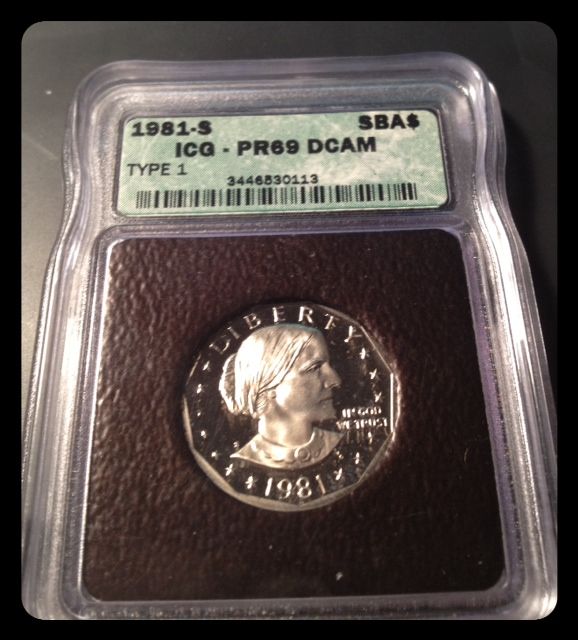 1981-S SBA$
ICG - PR69 DCAM
TYPE 1
3446530113
LIBERTY
IN GOD
WE TRUST
1981